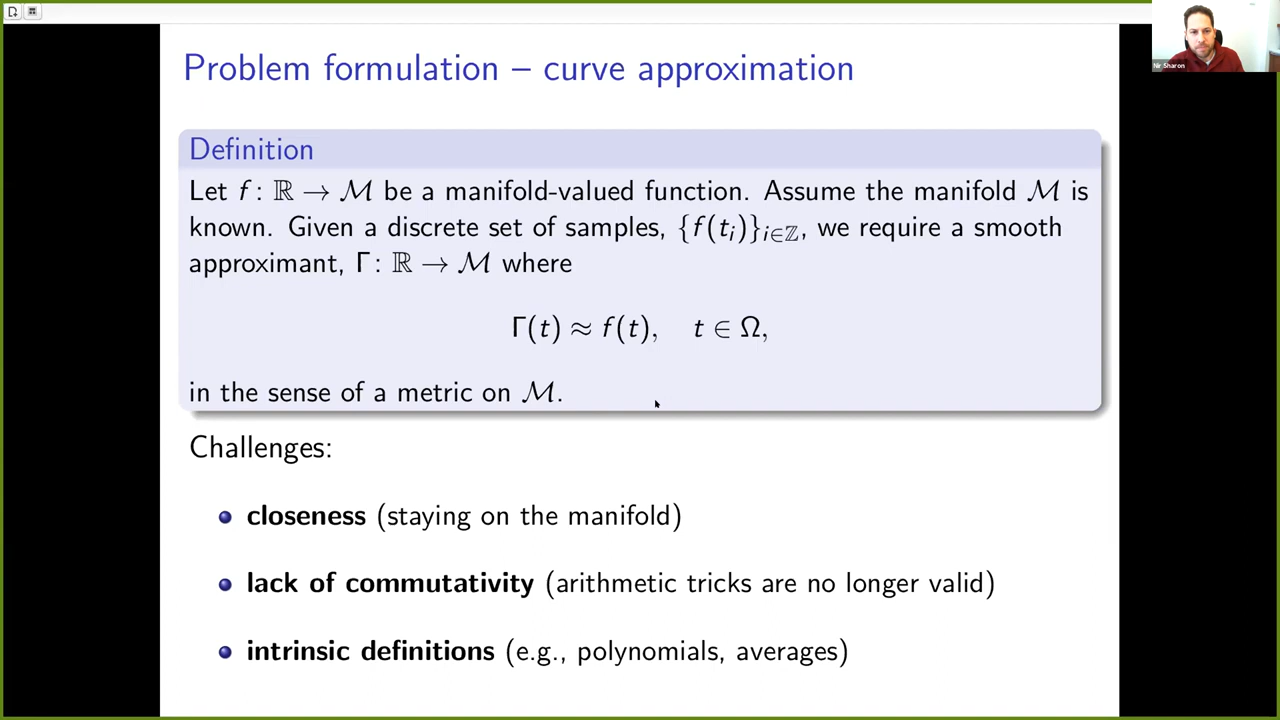 Nir Sharon
Problem formulation – curve approximation
Definition
Let f : ℝ → ℳ be a manifold-valued function. Assume the manifold ℳ is
known. Given a discrete set of samples, {f(tᵢ)}ᵢ∈ℤ, we require a smooth
approximant, Γ : ℝ → ℳ where
Γ(t) ≈ f(t), t ∈ Ω,
in the sense of a metric on ℳ.
Challenges:
closeness (staying on the manifold)
lack of commutativity (arithmetic tricks are no longer valid)
intrinsic definitions (e.g., polynomials, averages)